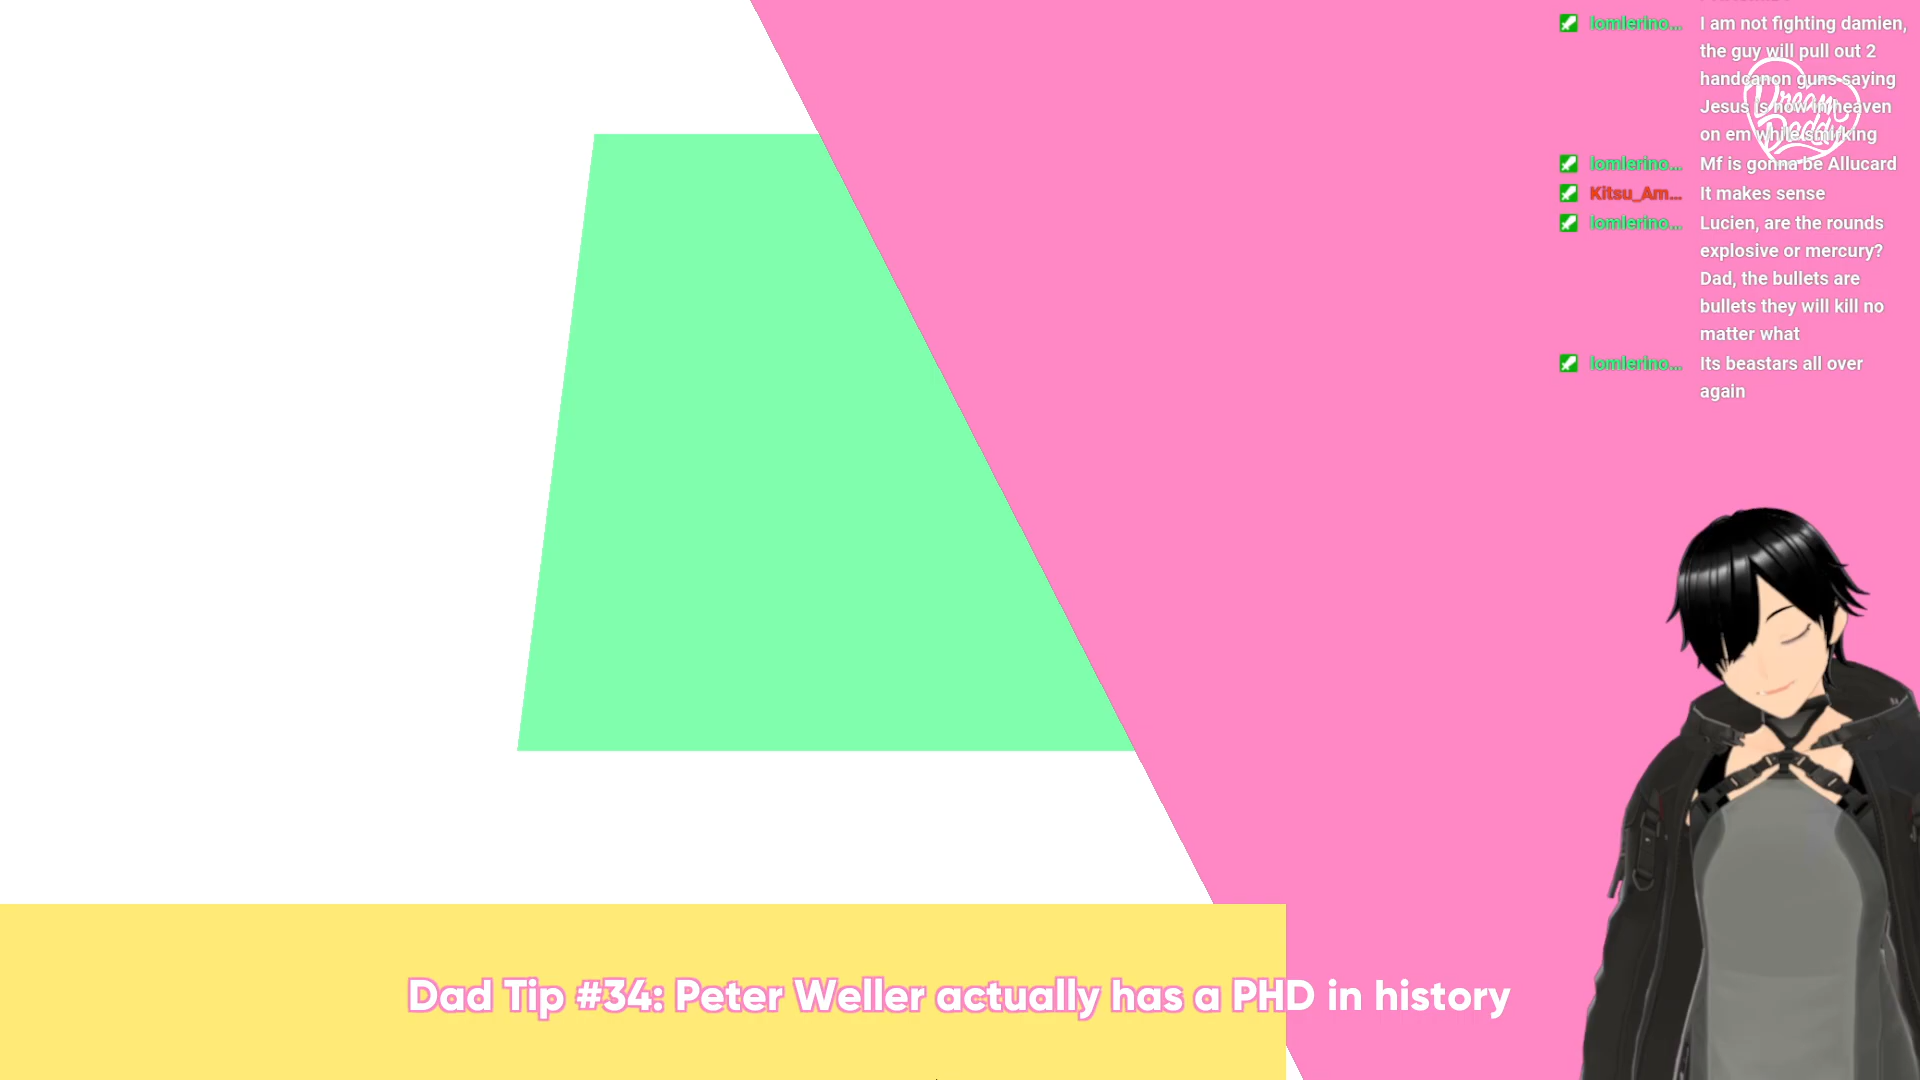 lomlerino... I am not fighting damien,
the guy will pull out 2
handcanon guns saying
Jesus is now in heaven
on em while smirking
Dream
Daddy
lomlerino... Mf is gonna be Allucard
Kitsu_Am... It makes sense
lomlerino... Lucien, are the rounds
explosive or mercury?
Dad, the bullets are
bullets they will kill no
matter what
lomlerino... Its beastars all over
again
Dad Tip #34: Peter Weller actually has a PHD in history